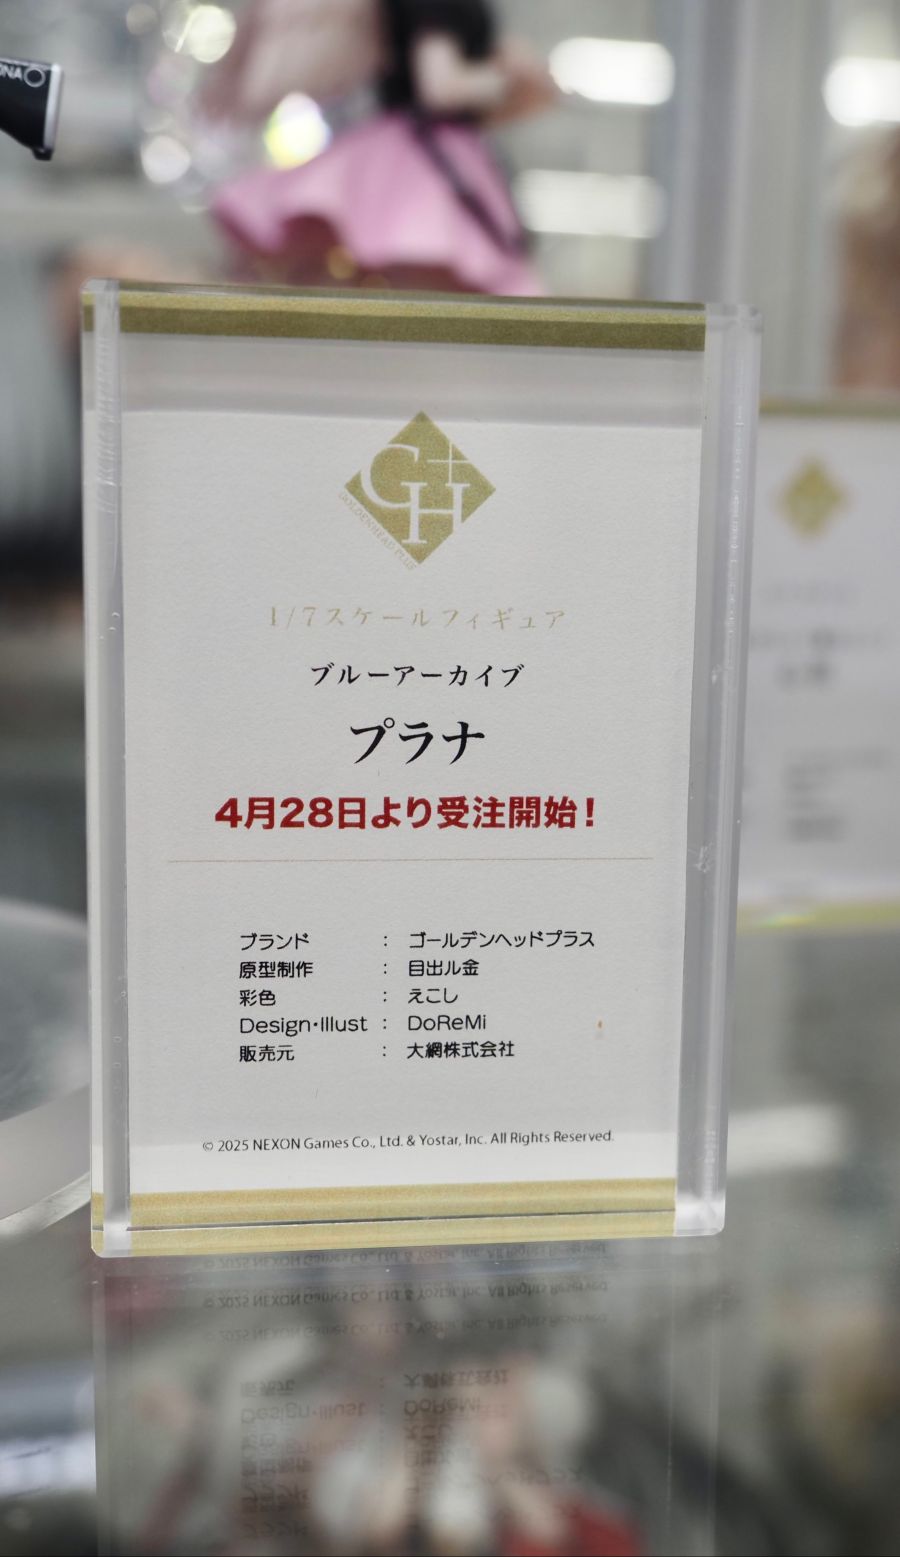 ONA
GH+
GOLDENHEAD PLUS
1/7スケールフィギュア
ブルーアーカイブ
プラナ
4月28日より受注開始!
ブランド : ゴールデンヘッドプラス
原型制作 : 目出ル金
彩色 : えこし
Design・Illust : DoReMi
販売元 : 大網株式会社
© 2025 NEXON Games Co., Ltd. & Yostar, Inc. All Rights Reserved.